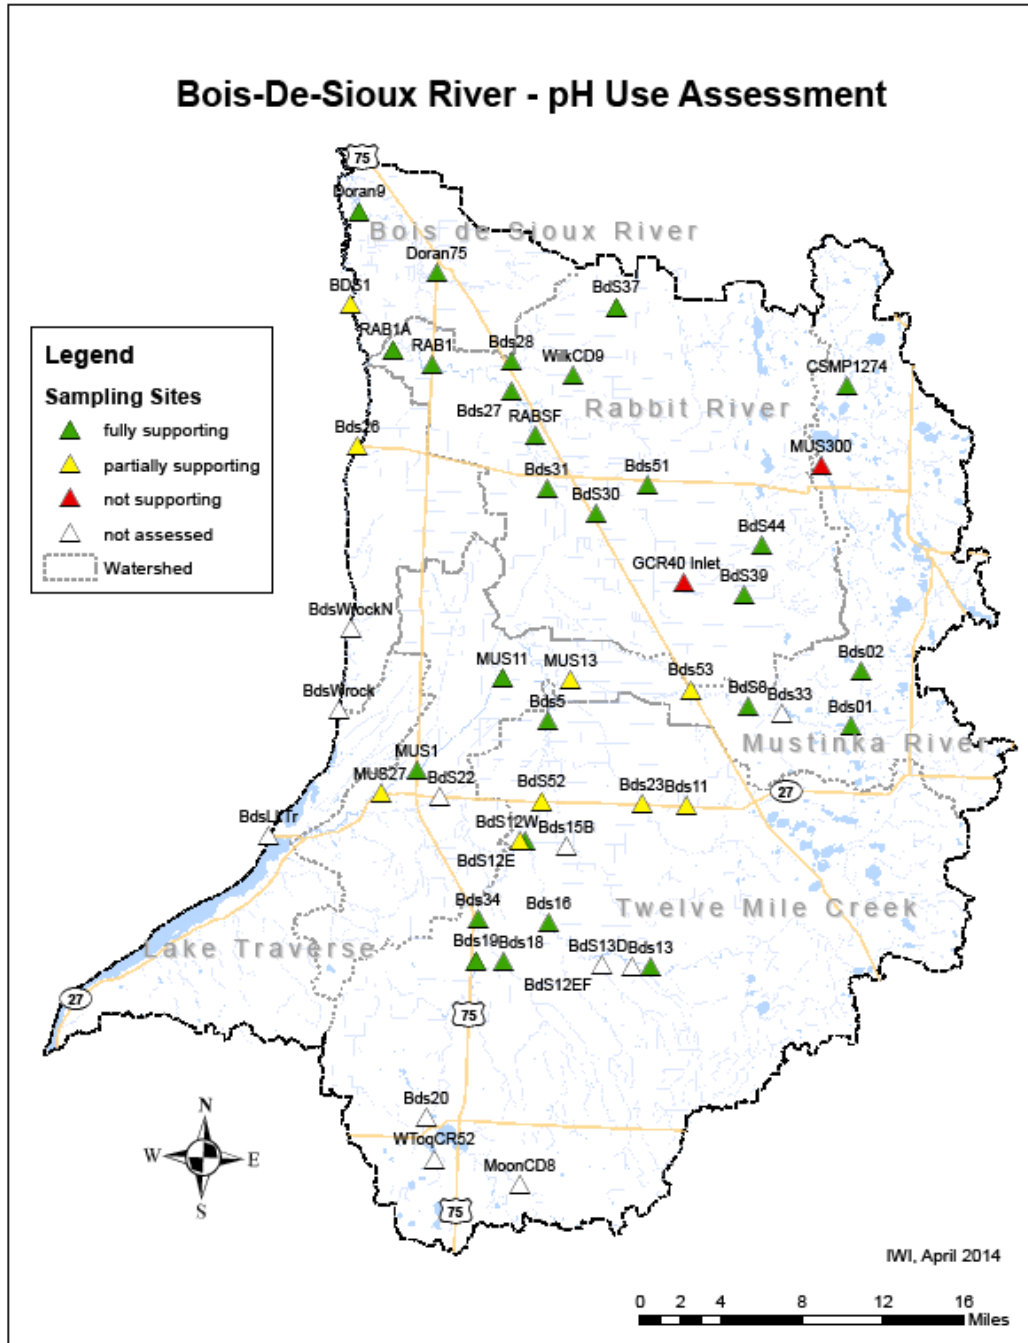 Bois-De-Sioux River - pH Use Assessment
75
Doran9
Bois de Sioux River
Doran75
BdS37
BDS1
RAB1A
RAB1
Bds28
WilkCD9
CSMP1274
Bds27
RABSF
Rabbit River
Bds26
MUS300
Bds31
Bds51
BdS30
BdS44
GCR40 Inlet
BdS39
Legend
Sampling Sites
fully supporting
partially supporting
not supporting
not assessed
Watershed
BdsWrockN
MUS11
MUS13
Bds53
Bds02
BdsWrock
Bds5
BdS8
Bds33
Bds01
Mustinka River
MUS1
MUS27
BdS22
BdS52
Bds23
Bds11
27
BdsLkTr
BdS12W
Bds15B
BdS12E
Bds34
Bds16
Twelve Mile Creek
Lake Traverse
Bds19
Bds18
BdS13D
Bds13
BdS12EF
27
75
Bds20
WToqCR52
MoonCD8
75
N
W
E
S
IWI, April 2014
0 2 4 8 12 16
Miles